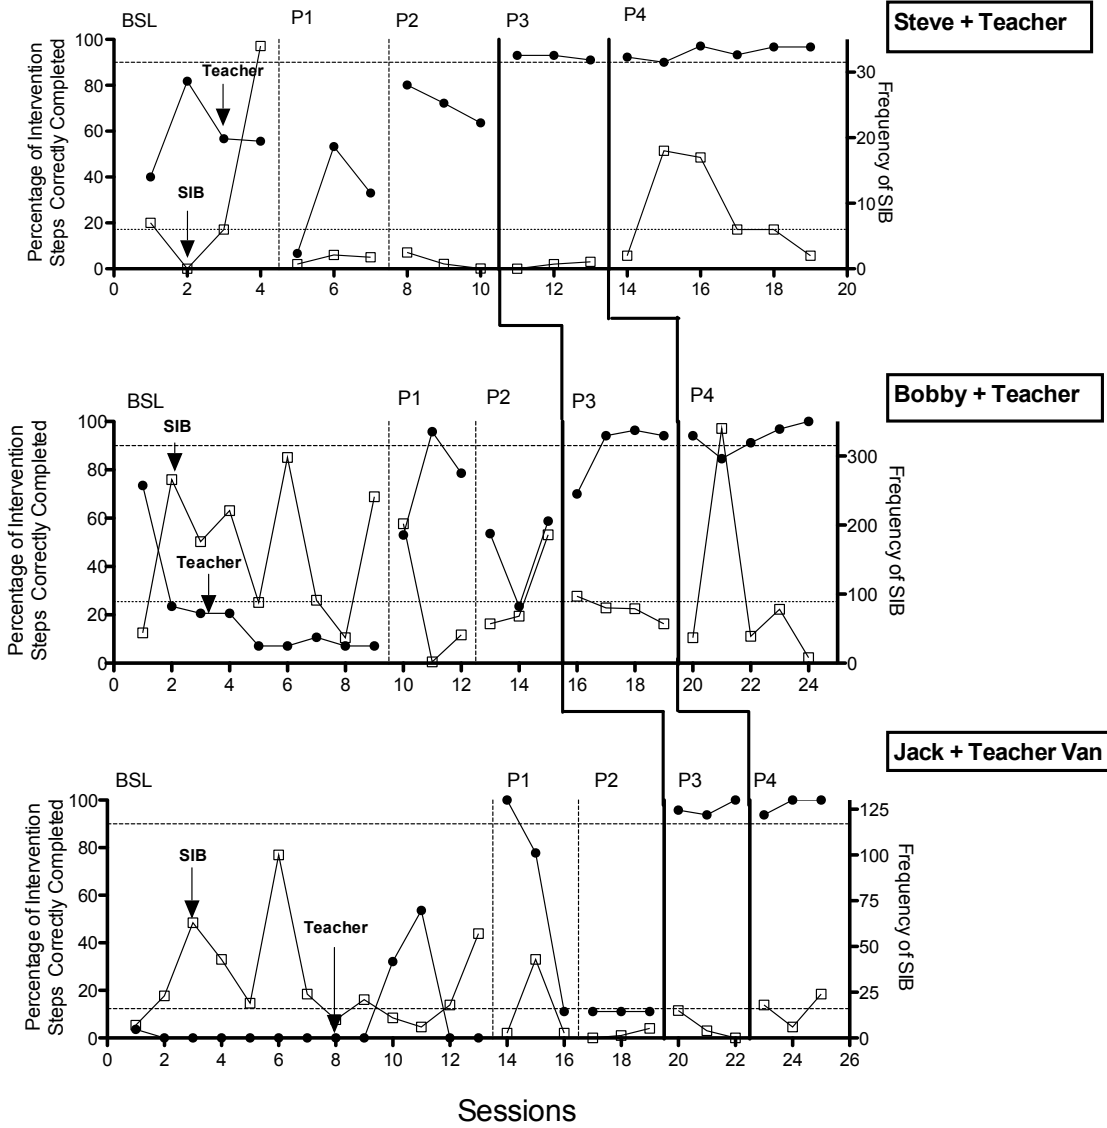 BSL P1 P2 P3 P4
Steve + Teacher
Percentage of Intervention
Steps Correctly Completed
100
80
60
40
20
0
Teacher
SIB
30
20
10
0
Frequency of SIB
0 2 4 6 8 10 12 14 16 18 20
BSL P1 P2 P3 P4
Bobby + Teacher
Percentage of Intervention
Steps Correctly Completed
100
80
60
40
20
0
SIB
Teacher
300
200
100
0
Frequency of SIB
0 2 4 6 8 10 12 14 16 18 20 22 24
BSL P1 P2 P3 P4
Jack + Teacher Van
Percentage of Intervention
Steps Correctly Completed
100
80
60
40
20
0
SIB
Teacher
125
100
75
50
25
0
Frequency of SIB
0 2 4 6 8 10 12 14 16 18 20 22 24 26
Sessions